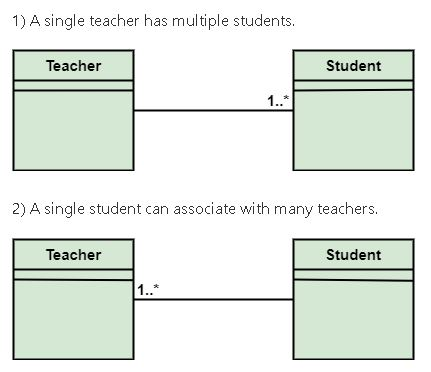 1) A single teacher has multiple students.
Teacher
Student
1..*
2) A single student can associate with many teachers.
Teacher
Student
1..*